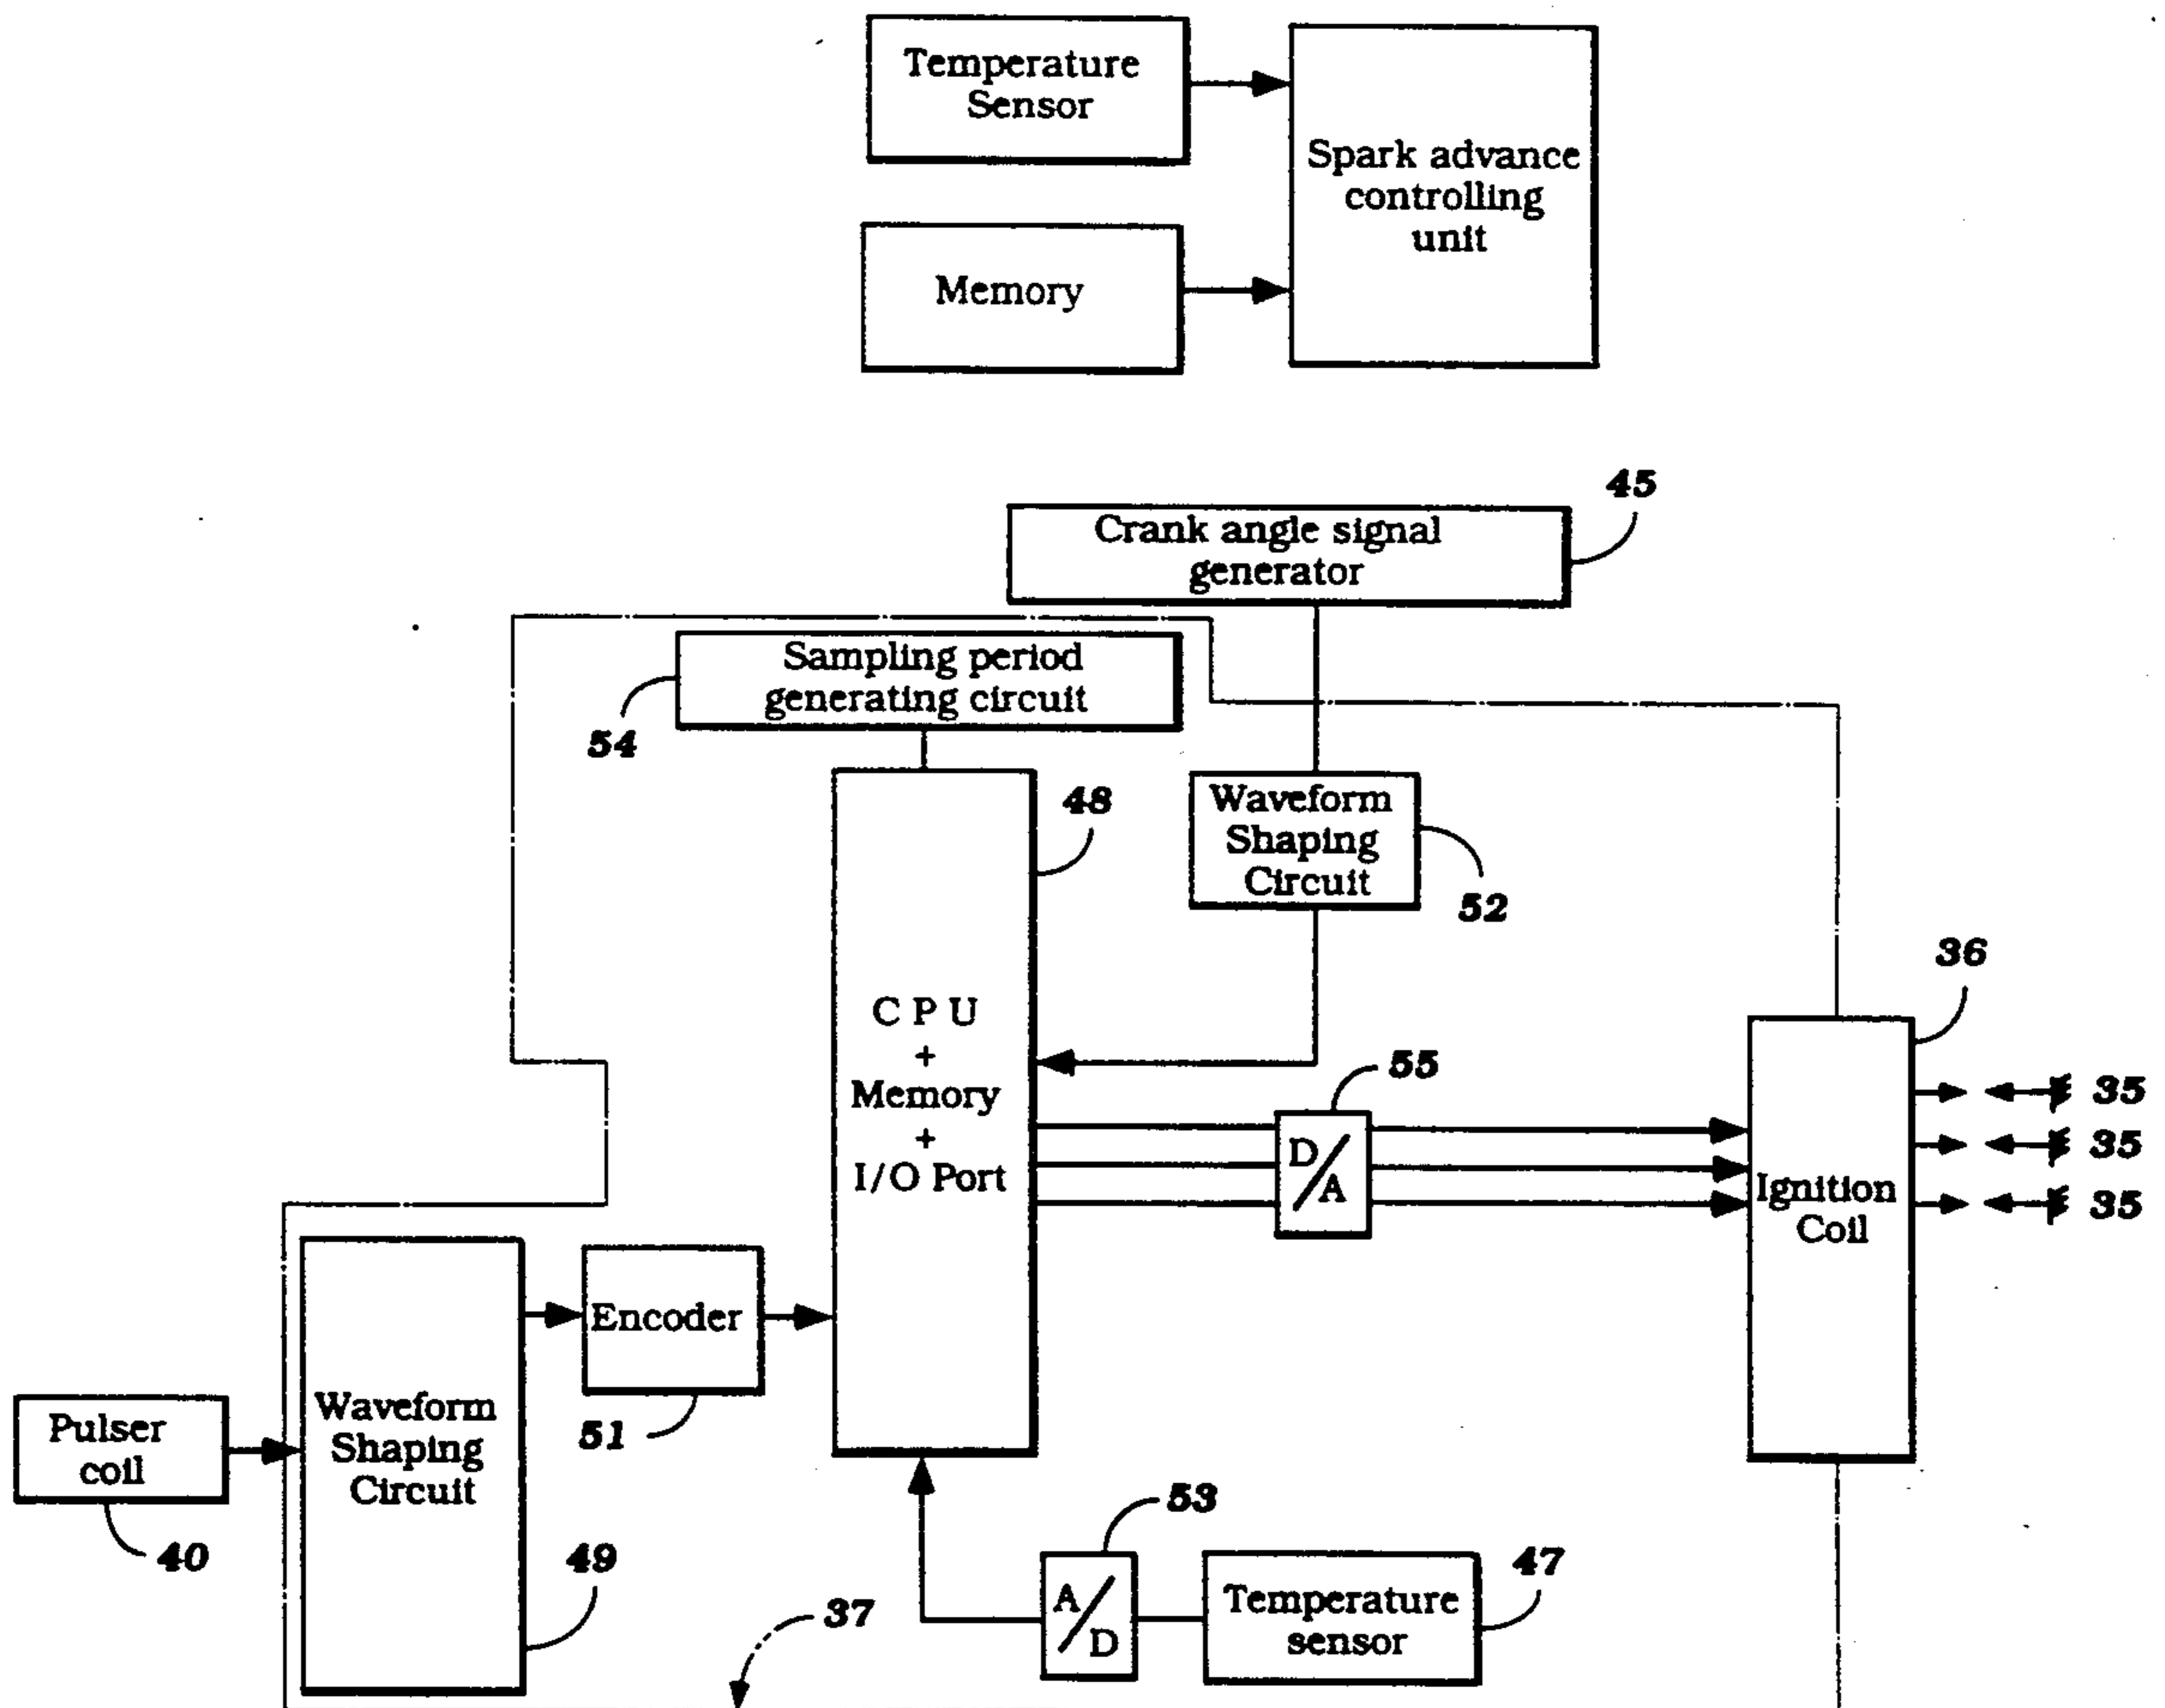 Temperature
Sensor
Spark advance
controlling
unit
Memory
45
Crank angle signal
generator
Sampling period
generating circuit
54
48
Waveform
Shaping
Circuit
52
36
C P U
+
Memory
+
I/O Port
55
D/A
Ignition
Coil
35
35
35
Encoder
51
Pulser
coil
40
Waveform
Shaping
Circuit
49
53
A/D
47
Temperature
sensor
37